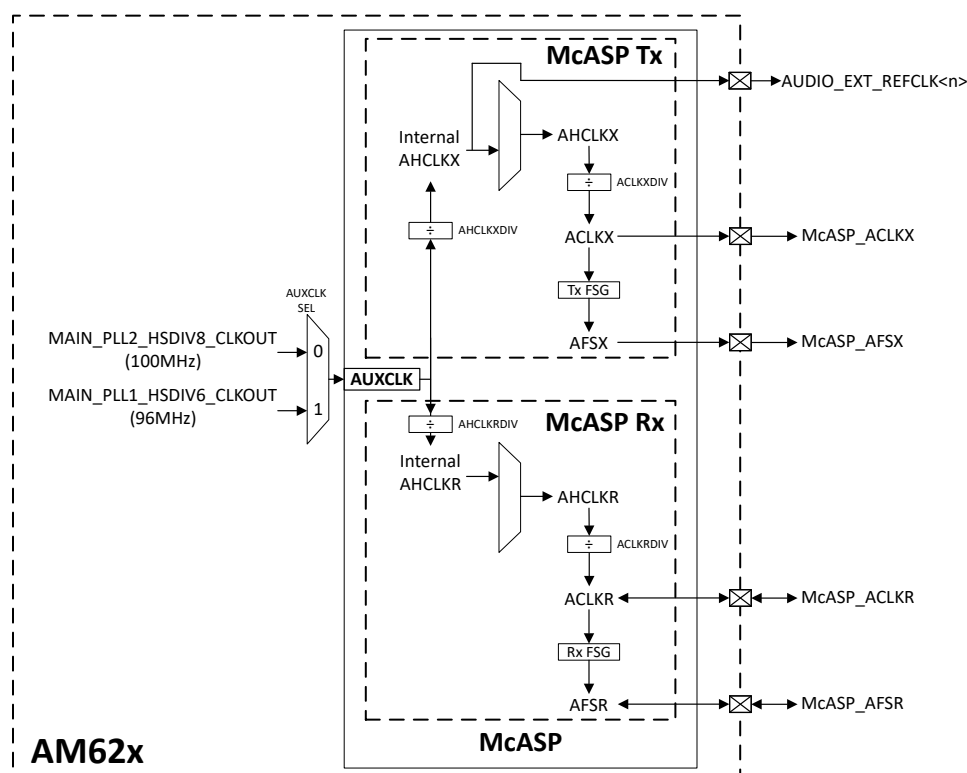 McASP Tx
AUDIO_EXT_REFCLK<n>
Internal
AHCLKX
AHCLKX
÷ ACLKXDIV
÷ AHCLKXDIV
ACLKX
McASP_ACLKX
Tx FSG
AUXCLK
SEL
AFSX
McASP_AFSX
MAIN_PLL2_HSDIV8_CLKOUT
(100MHz)
0
AUXCLK
MAIN_PLL1_HSDIV6_CLKOUT
(96MHz)
1
McASP Rx
÷ AHCLKRDIV
Internal
AHCLKR
AHCLKR
÷ ACLKRDIV
ACLKR
McASP_ACLKR
Rx FSG
AFSR
McASP_AFSR
McASP
AM62x